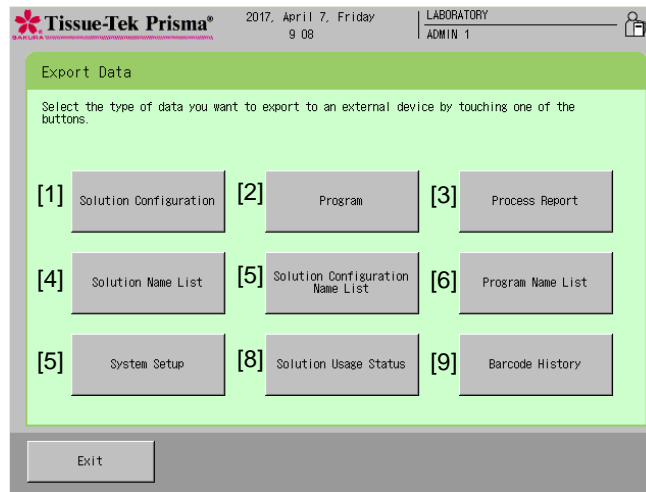 Tissue-Tek Prisma®
SAKURA
2017, April 7, Friday
9 08
LABORATORY
ADMIN 1
Export Data
Select the type of data you want to export to an external device by touching one of the
buttons.
[1] Solution Configuration [2] Program [3] Process Report
[4] Solution Name List [5] Solution Configuration
Name List [6] Program Name List
[5] System Setup [8] Solution Usage Status [9] Barcode History
Exit